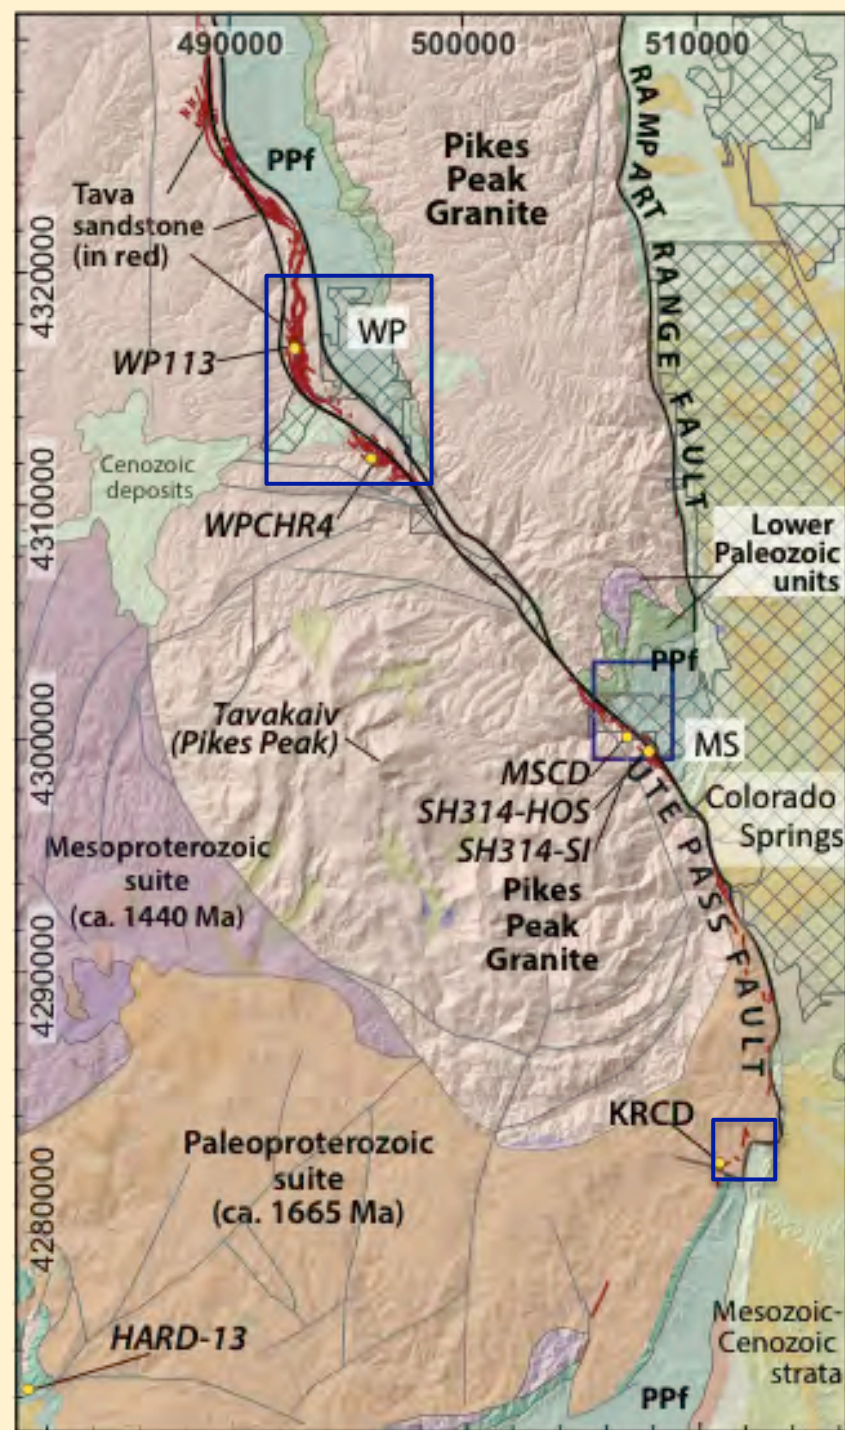 490000
500000
510000
PPf
Pikes
Peak
Granite
RAMPART RANGE FAULT
Tava
sandstone
(in red)
4320000
WP
WP113
Cenozoic
deposits
4310000
WPCHR4
Lower
Paleozoic
units
PPf
Tavakaiv
(Pikes Peak)
4300000
MS
MSCD
SH314-HOS
SH314-SI
UTE PASS FAULT
Colorado
Springs
Mesoproterozoic
suite
(ca. 1440 Ma)
Pikes
Peak
Granite
4290000
KRCD
Paleoproterozoic
suite
(ca. 1665 Ma)
4280000
HARD-13
Mesozoic-
Cenozoic
strata
PPf